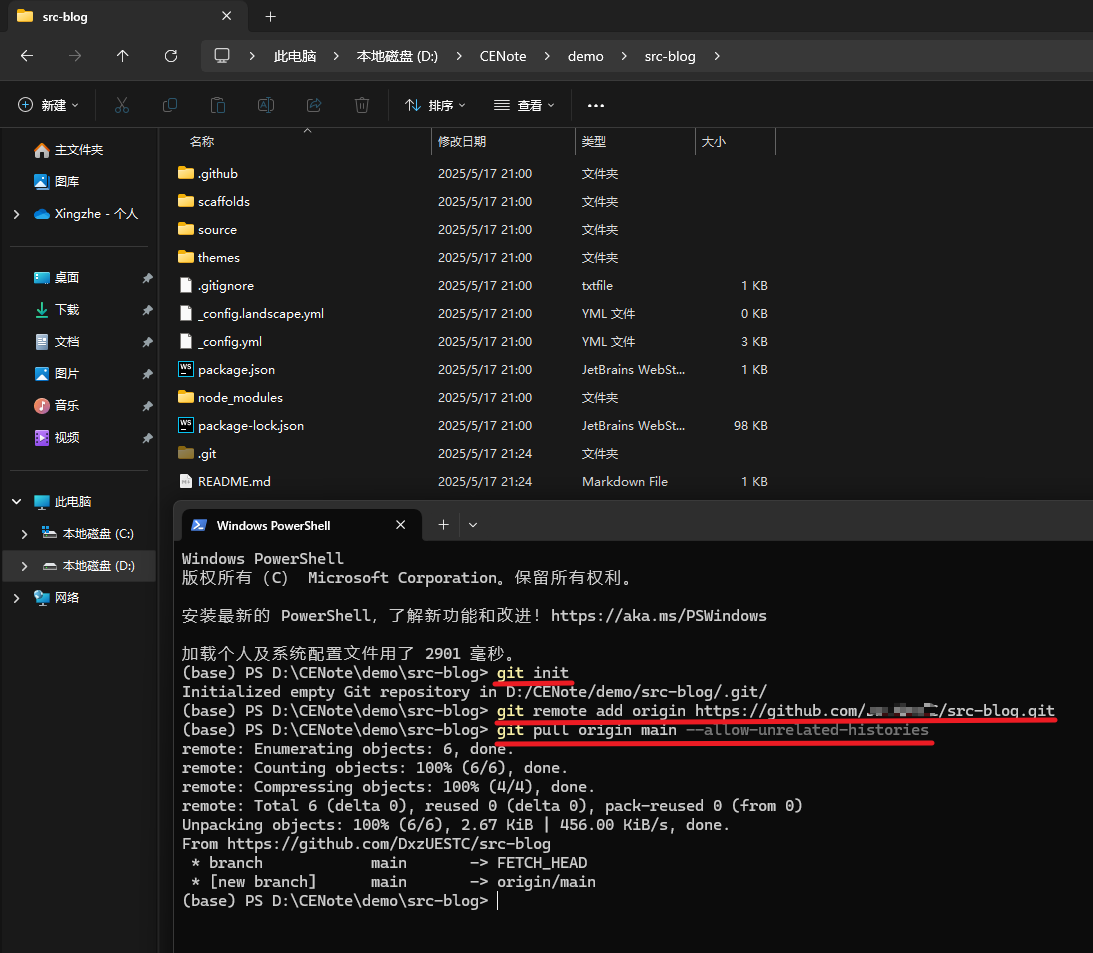 src-blog
此电脑 本地磁盘 (D:) CENote demo src-blog
新建 排序 查看
名称 修改日期 类型 大小
主文件夹
图库
Xingzhe - 个人
桌面
下载
文档
图片
音乐
视频
此电脑
本地磁盘 (C:)
本地磁盘 (D:)
网络
.github 2025/5/17 21:00 文件夹
scaffolds 2025/5/17 21:00 文件夹
source 2025/5/17 21:00 文件夹
themes 2025/5/17 21:00 文件夹
.gitignore 2025/5/17 21:00 txtfile 1 KB
_config.landscape.yml 2025/5/17 21:00 YML 文件 0 KB
_config.yml 2025/5/17 21:00 YML 文件 3 KB
WS package.json 2025/5/17 21:00 JetBrains WebSt... 1 KB
node_modules 2025/5/17 21:00 文件夹
WS package-lock.json 2025/5/17 21:00 JetBrains WebSt... 98 KB
.git 2025/5/17 21:24 文件夹
README.md 2025/5/17 21:24 Markdown File 1 KB
Windows PowerShell
Windows PowerShell
版权所有（C） Microsoft Corporation。保留所有权利。
安装最新的 PowerShell，了解新功能和改进！https://aka.ms/PSWindows
加载个人及系统配置文件用了 2901 毫秒。
(base) PS D:\CENote\demo\src-blog> git init
Initialized empty Git repository in D:/CENote/demo/src-blog/.git/
(base) PS D:\CENote\demo\src-blog> git remote add origin https://github.com/ /src-blog.git
(base) PS D:\CENote\demo\src-blog> git pull origin main --allow-unrelated-histories
remote: Enumerating objects: 6, done.
remote: Counting objects: 100% (6/6), done.
remote: Compressing objects: 100% (4/4), done.
remote: Total 6 (delta 0), reused 0 (delta 0), pack-reused 0 (from 0)
Unpacking objects: 100% (6/6), 2.67 KiB | 456.00 KiB/s, done.
From https://github.com/DxzUESTC/src-blog
 * branch            main       -> FETCH_HEAD
 * [new branch]      main       -> origin/main
(base) PS D:\CENote\demo\src-blog>